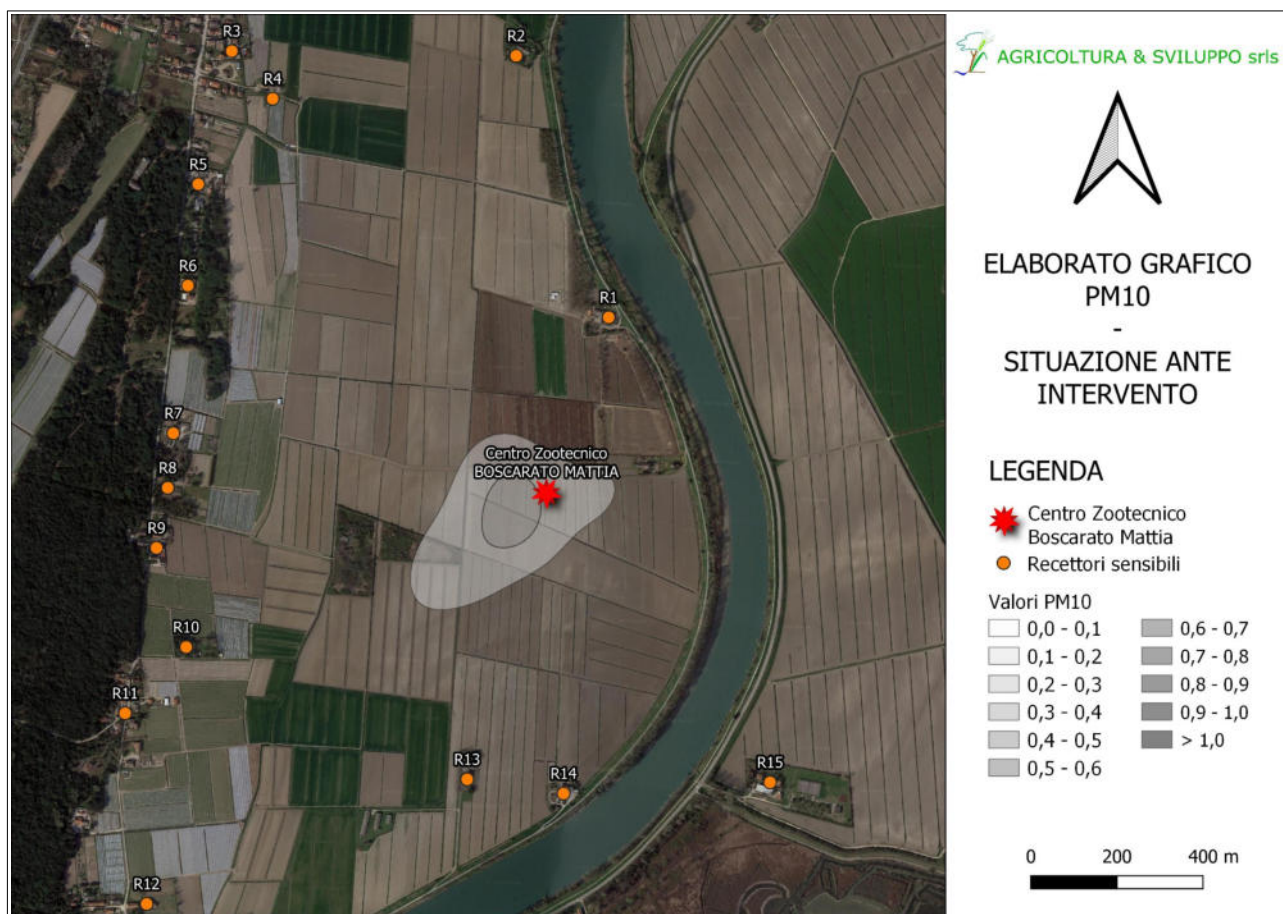 R3
R2
R4
R5
R6
R1
R7
R8
R9
R10
R11
R13
R14
R15
R12
Centro Zootecnico
BOSCARATO MATTIA
AGRICOLTURA & SVILUPPO srls
ELABORATO GRAFICO
PM10
-
SITUAZIONE ANTE
INTERVENTO
LEGENDA
Centro Zootecnico
Boscarato Mattia
Recettori sensibili
Valori PM10
0,0 - 0,1
0,1 - 0,2
0,2 - 0,3
0,3 - 0,4
0,4 - 0,5
0,5 - 0,6
0,6 - 0,7
0,7 - 0,8
0,8 - 0,9
0,9 - 1,0
> 1,0
0 200 400 m